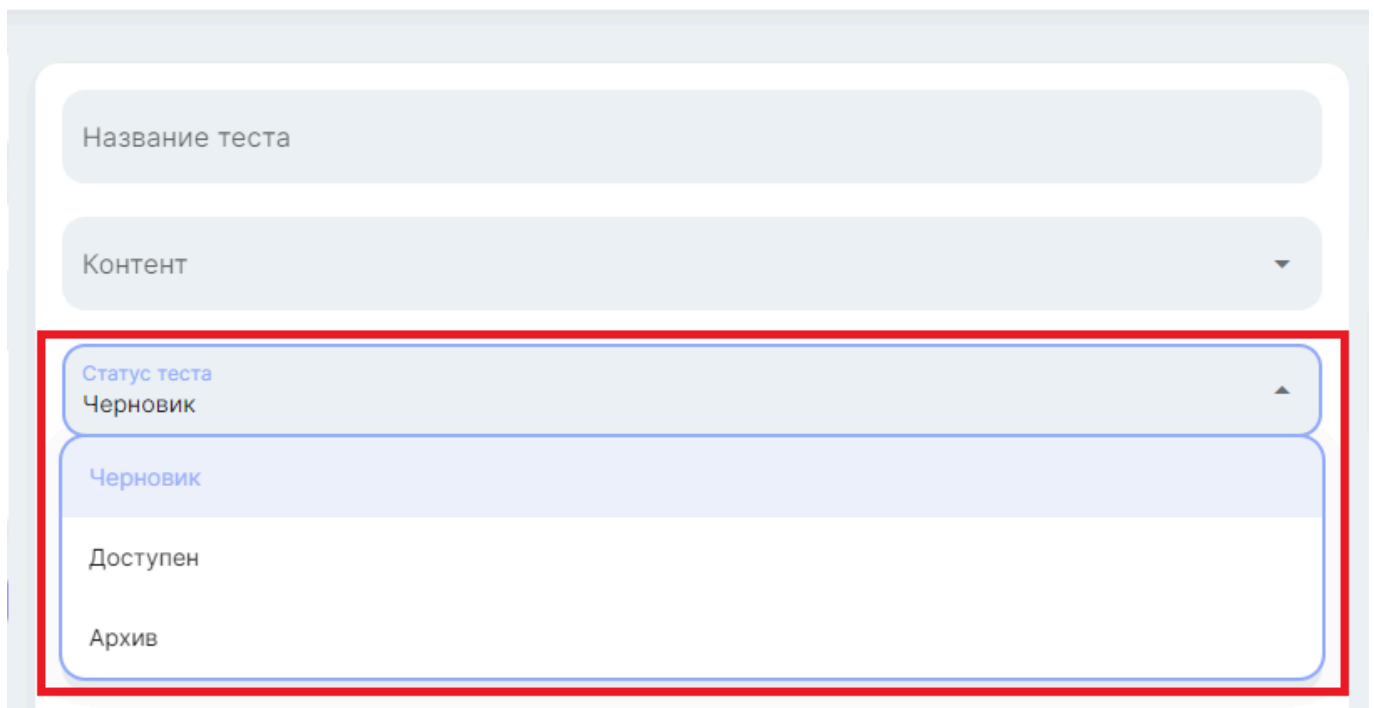 Название теста
Контент
Статус теста
Черновик
Черновик
Доступен
Архив